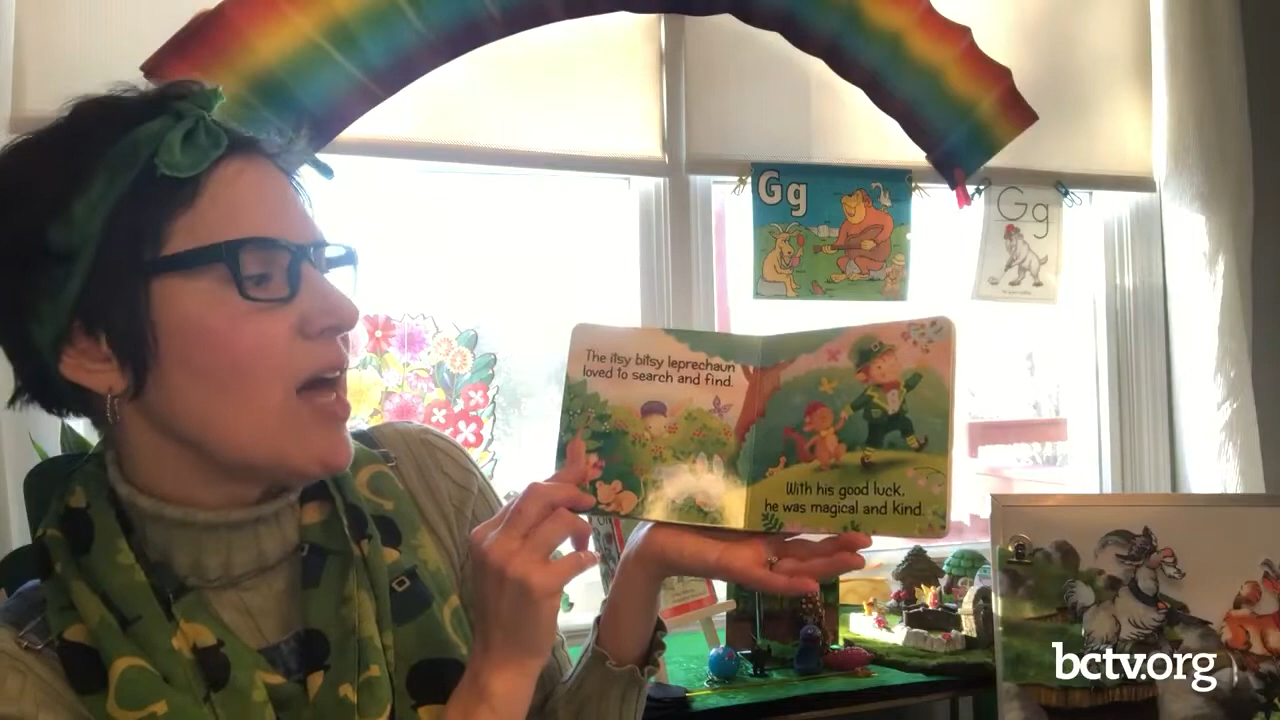 Gg
Gg
The itsy bitsy leprechaun
loved to search and find.
With his good luck,
he was magical and kind.
bctv.org